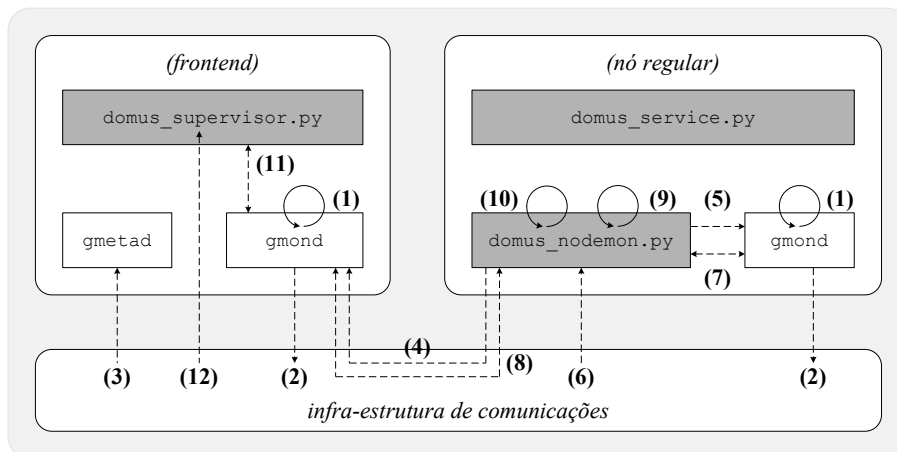 (frontend)
(nó regular)
domus_supervisor.py
domus_service.py
(11)
(1)
(10)
(9)
(5)
(1)
gmetad
gmond
domus_nodemon.py
gmond
(7)
(4)
(8)
(3)
(12)
(2)
(6)
(2)
infra-estrutura de comunicações